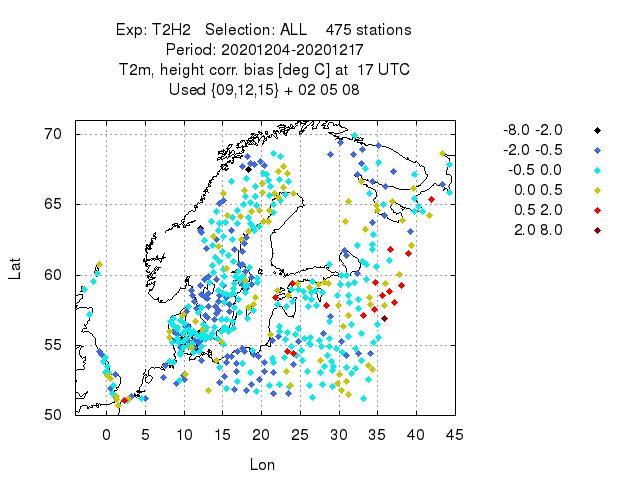 Exp: T2H2 Selection: ALL 475 stations
Period: 20201204-20201217
T2m, height corr. bias [deg C] at 17 UTC
Used {09,12,15} + 02 05 08
-8.0 -2.0
-2.0 -0.5
-0.5 0.0
0.0 0.5
0.5 2.0
2.0 8.0
70
65
60
55
50
Lat
0 5 10 15 20 25 30 35 40 45
Lon